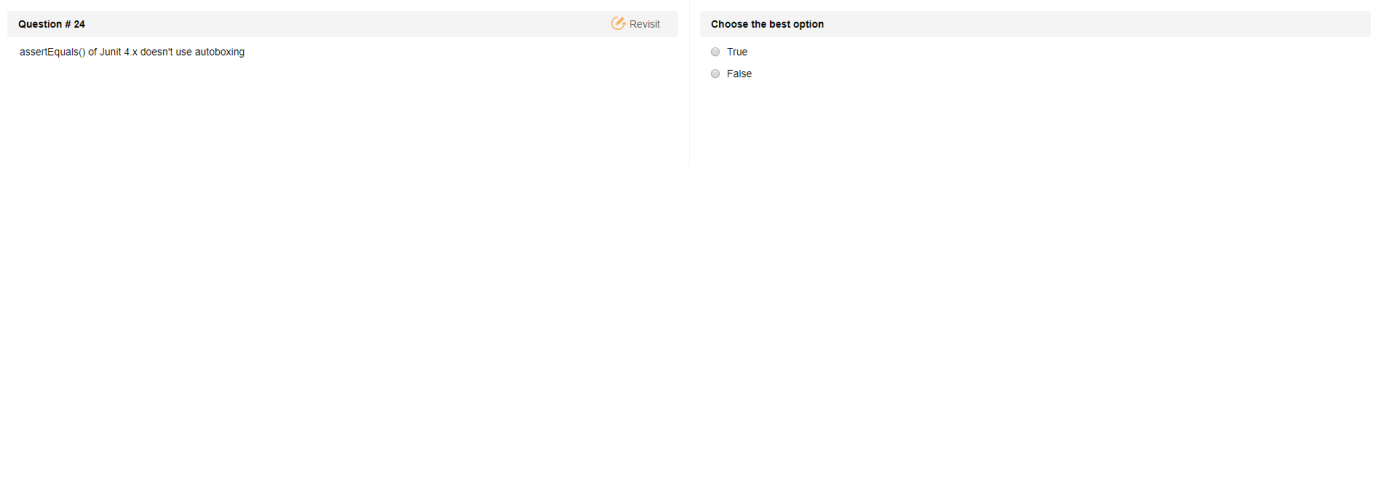 Question # 24
Revisit
assertEquals() of Junit 4.x doesn't use autoboxing
Choose the best option
True
False